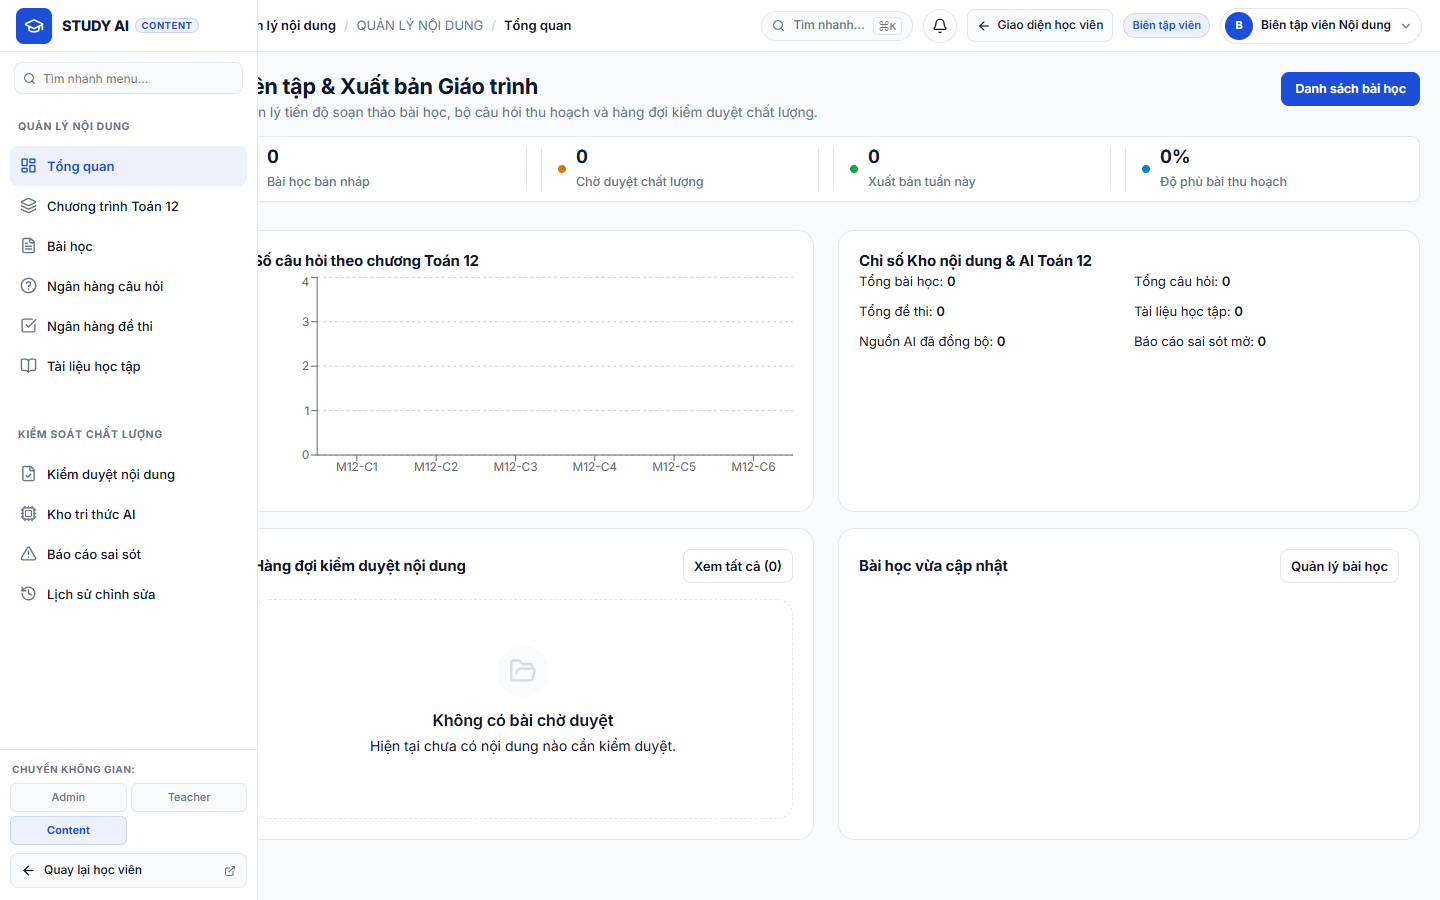 STUDY AI CONTENT
Tìm nhanh menu...
QUẢN LÝ NỘI DUNG
Tổng quan
Chương trình Toán 12
Bài học
Ngân hàng câu hỏi
Ngân hàng đề thi
Tài liệu học tập
KIỂM SOÁT CHẤT LƯỢNG
Kiểm duyệt nội dung
Kho tri thức AI
Báo cáo sai sót
Lịch sử chỉnh sửa
CHUYỂN KHÔNG GIAN:
Admin Teacher
Content
Quay lại học viên
lý nội dung / QUẢN LÝ NỘI DUNG / Tổng quan
Tìm nhanh... ⌘K
Giao diện học viên
Biên tập viên
B Biên tập viên Nội dung
tập & Xuất bản Giáo trình
lý tiến độ soạn thảo bài học, bộ câu hỏi thu hoạch và hàng đợi kiểm duyệt chất lượng.
Danh sách bài học
0
Bài học bản nháp
0
Chờ duyệt chất lượng
0
Xuất bản tuần này
0%
Độ phủ bài thu hoạch
Số câu hỏi theo chương Toán 12
4
3
2
1
0
M12-C1 M12-C2 M12-C3 M12-C4 M12-C5 M12-C6
Chỉ số Kho nội dung & AI Toán 12
Tổng bài học: 0 Tổng câu hỏi: 0
Tổng đề thi: 0 Tài liệu học tập: 0
Nguồn AI đã đồng bộ: 0 Báo cáo sai sót mở: 0
Hàng đợi kiểm duyệt nội dung
Xem tất cả (0)
Không có bài chờ duyệt
Hiện tại chưa có nội dung nào cần kiểm duyệt.
Bài học vừa cập nhật
Quản lý bài học